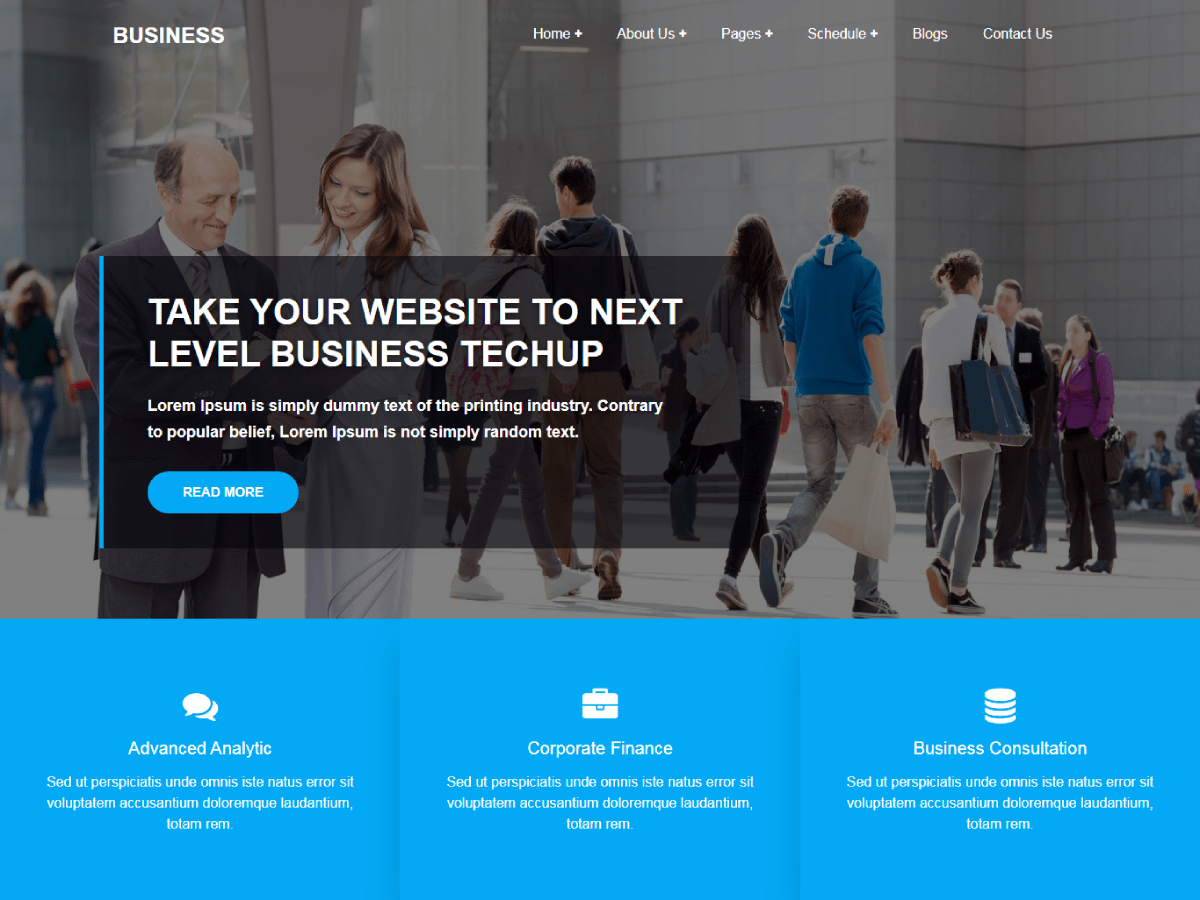 BUSINESS
Home + About Us + Pages + Schedule + Blogs Contact Us
TAKE YOUR WEBSITE TO NEXT
LEVEL BUSINESS TECHUP
Lorem Ipsum is simply dummy text of the printing industry. Contrary
to popular belief, Lorem Ipsum is not simply random text.
READ MORE
Advanced Analytic
Sed ut perspiciatis unde omnis iste natus error sit
voluptatem accusantium doloremque laudantium,
totam rem.
Corporate Finance
Sed ut perspiciatis unde omnis iste natus error sit
voluptatem accusantium doloremque laudantium,
totam rem.
Business Consultation
Sed ut perspiciatis unde omnis iste natus error sit
voluptatem accusantium doloremque laudantium,
totam rem.